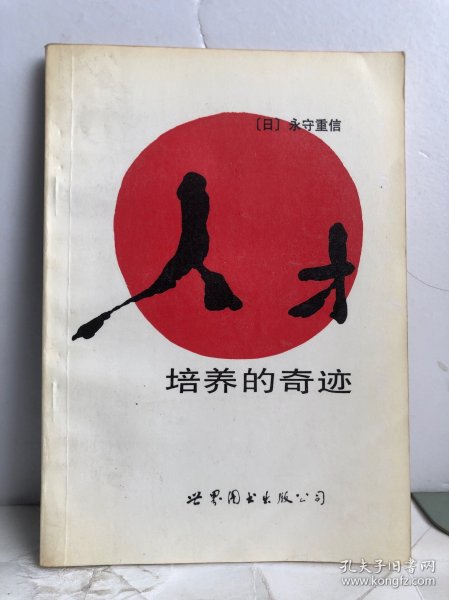 〔日〕永守重信
人才
培养的奇迹
世界图书出版公司
孔夫子旧书网
www.kongfz.com